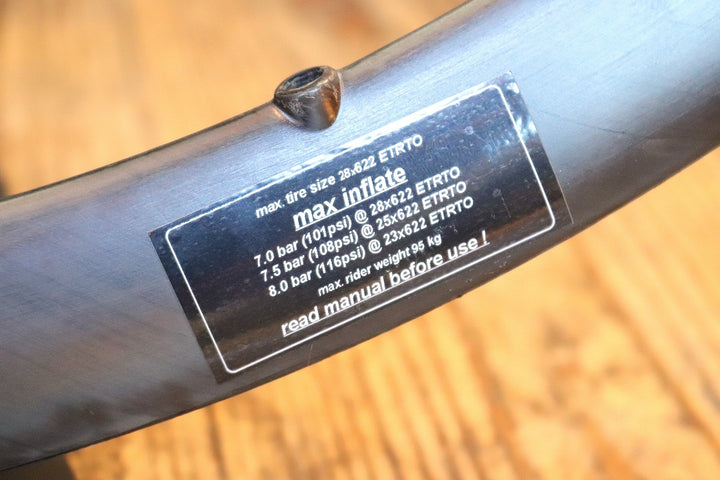 max. tire size 28x622 ETRTO
max inflate
7.0 bar (101psi) @ 28x622 ETRTO
7.5 bar (108psi) @ 25x622 ETRTO
8.0 bar (116psi) @ 23x622 ETRTO
max. rider weight 95 kg
read manual before use !